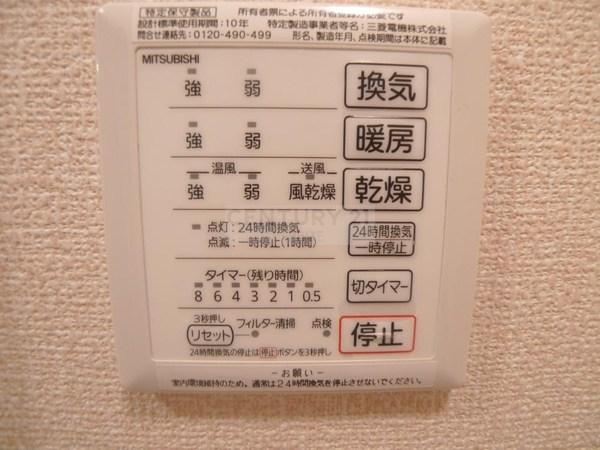 特定保守製品 所有者票による所有者登録が必要です
設計標準使用期間:10年 特定製造事業者等名:三菱電機株式会社
問合せ連絡先:0120-490-499 形名、製造年月、点検期間は本体に記載
MITSUBISHI
強 弱 換気
強 弱 暖房
温風 送風
強 弱 風乾燥 乾燥
CENTURY 21
点灯:24時間換気
点滅:一時停止(1時間)
24時間換気
一時停止
タイマー(残り時間)
8 6 4 3 2 1 0.5
切タイマー
3秒押し
リセット フィルター清掃 点検
停止
24時間換気の停止は停止ボタンを3秒押し
-お願い-
室内環境維持のため、通常は24時間換気を停止させないでください。